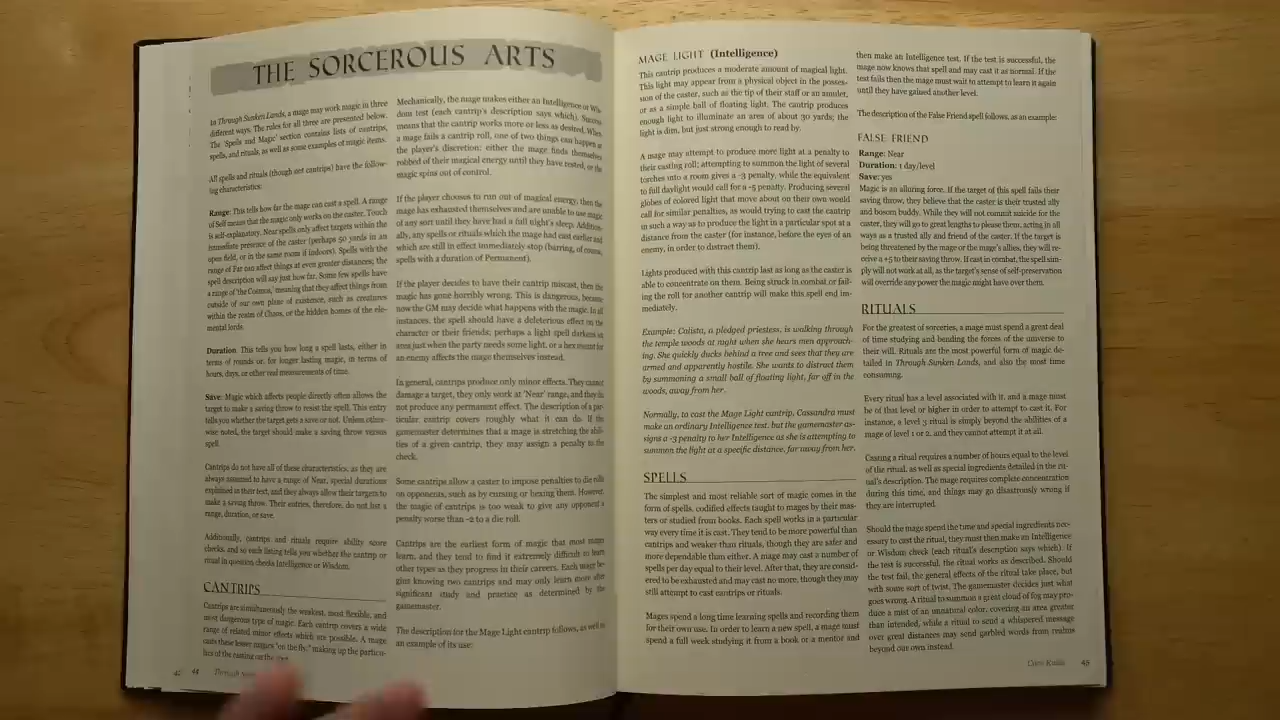 THE SORCEROUS ARTS
In Through Sunken Lands, a mage may work magic in three
different ways. The rules for all three are presented below.
The 'Spells and Magic' section contains lists of cantrips,
spells, and rituals, as well as some examples of magic items.
All spells and rituals (though not cantrips) have the follow-
ing characteristics:
Range: This tells how far the mage can cast a spell. A range
of Self means that the magic only works on the caster. Touch
is self-explanatory. Near spells only affect targets within the
immediate presence of the caster (perhaps 50 yards in an
open field, or in the same room if indoors). Spells with the
range of Far can affect things at even greater distances; the
spell description will say just how far. Some few spells have
a range of 'the Cosmos,' meaning that they affect things from
outside of our own plane of existence, such as creatures
within the realm of Chaos, or the hidden homes of the ele-
mental lords.
Duration: This tells you how long a spell lasts, either in
terms of rounds or, for longer lasting magic, in terms of
hours, days, or other real measurements of time.
Save: Magic which affects people directly often allows the
target to make a saving throw to resist the spell. This entry
tells you whether the target gets a save or not. Unless other-
wise noted, the target should make a saving throw versus
spell.
Cantrips do not have all of these characteristics, as they are
always assumed to have a range of Near, special durations
explained in their text, and they always allow their targets to
make a saving throw. Their entries, therefore, do not list a
range, duration, or save.
Additionally, cantrips and rituals require ability score
checks, and so each listing tells you whether the cantrip or
ritual in question checks Intelligence or Wisdom.
CANTRIPS
Cantrips are simultaneously the weakest, most flexible, and
most dangerous type of magic. Each cantrip covers a wide
range of related minor effects which are possible. A mage
casts these lesser magics "on the fly," making up the particu-
lars of the casting on the spot.
42 44 Through
Mechanically, the mage makes either an Intelligence or Wis-
dom test (each cantrip's description says which). Success
means that the cantrip works more or less as desired. When
a mage fails a cantrip roll, one of two things can happen at
the player's discretion: either the mage finds themselves
robbed of their magical energy until they have rested, or the
magic spins out of control.
If the player chooses to run out of magical energy, then the
mage has exhausted themselves and are unable to use magic
of any sort until they have had a full night's sleep. Addition-
ally, any spells or rituals which the mage had cast earlier and
which are still in effect immediately stop (barring, of course,
spells with a duration of Permanent).
If the player decides to have their cantrip miscast, then the
magic has gone horribly wrong. This is dangerous, because
now the GM may decide what happens with the magic. In all
instances, the spell should have a deleterious effect on the
character or their friends; perhaps a light spell darkens an
area just when the party needs some light, or a hex meant for
an enemy affects the mage themselves instead.
In general, cantrips produce only minor effects. They cannot
damage a target, they only work at 'Near' range, and they do
not produce any permanent effect. The description of a par-
ticular cantrip covers roughly what it can do. If the
gamemaster determines that a mage is stretching the abili-
ties of a given cantrip, they may assign a penalty to the
check.
Some cantrips allow a caster to impose penalties to die rolls
on opponents, such as by cursing or hexing them. However,
the magic of cantrips is too weak to give any opponent a
penalty worse than -2 to a die roll.
Cantrips are the earliest form of magic that most mages
learn, and they tend to find it extremely difficult to learn
other types as they progress in their careers. Each mage be-
gins knowing two cantrips and may only learn more after
significant study and practice as determined by the
gamemaster.
The description for the Mage Light cantrip follows, as well as
an example of its use:
MAGE LIGHT (Intelligence)
This cantrip produces a moderate amount of magical light.
This light may appear from a physical object in the posses-
sion of the caster, such as the tip of their staff or an amulet,
or as a simple ball of floating light. The cantrip produces
enough light to illuminate an area of about 30 yards; the
light is dim, but just strong enough to read by.
A mage may attempt to produce more light at a penalty to
their casting roll; attempting to summon the light of several
torches into a room gives a -3 penalty, while the equivalent
to full daylight would call for a -5 penalty. Producing several
globes of colored light that move about on their own would
call for similar penalties, as would trying to cast the cantrip
in such a way as to produce the light in a particular spot at a
distance from the caster (for instance, before the eyes of an
enemy, in order to distract them).
Lights produced with this cantrip last as long as the caster is
able to concentrate on them. Being struck in combat or fail-
ing the roll for another cantrip will make this spell end im-
mediately.
Example: Calista, a pledged priestess, is walking through
the temple woods at night when she hears men approach-
ing. She quickly ducks behind a tree and sees that they are
armed and apparently hostile. She wants to distract them
by summoning a small ball of floating light, far off in the
woods, away from her.
Normally, to cast the Mage Light cantrip, Cassandra must
make an ordinary Intelligence test, but the gamemaster as-
signs a -3 penalty to her Intelligence as she is attempting to
summon the light at a specific distance, far away from her.
SPELLS
The simplest and most reliable sort of magic comes in the
form of spells, codified effects taught to mages by their mas-
ters or studied from books. Each spell works in a particular
way every time it is cast. They tend to be more powerful than
cantrips and weaker than rituals, though they are safer and
more dependable than either. A mage may cast a number of
spells per day equal to their level. After that, they are consid-
ered to be exhausted and may cast no more, though they may
still attempt to cast cantrips or rituals.
Mages spend a long time learning spells and recording them
for their own use. In order to learn a new spell, a mage must
spend a full week studying it from a book or a mentor and
then make an Intelligence test. If the test is successful, the
mage now knows that spell and may cast it as normal. If the
test fails then the mage must wait to attempt to learn it again
until they have gained another level.
The description of the False Friend spell follows, as an example:
FALSE FRIEND
Range: Near
Duration: 1 day/level
Save: yes
Magic is an alluring force. If the target of this spell fails their
saving throw, they believe that the caster is their trusted ally
and bosom buddy. While they will not commit suicide for the
caster, they will go to great lengths to please them, acting in all
ways as a trusted ally and friend of the caster. If the target is
being threatened by the mage or the mage's allies, they will re-
ceive a +5 to their saving throw. If cast in combat, the spell sim-
ply will not work at all, as the target's sense of self-preservation
will override any power the magic might have over them.
RITUALS
For the greatest of sorceries, a mage must spend a great deal
of time studying and bending the forces of the universe to
their will. Rituals are the most powerful form of magic de-
tailed in Through Sunken Lands, and also the most time
consuming.
Every ritual has a level associated with it, and a mage must
be of that level or higher in order to attempt to cast it. For
instance, a level 3 ritual is simply beyond the abilities of a
mage of level 1 or 2, and they cannot attempt it at all.
Casting a ritual requires a number of hours equal to the level
of the ritual, as well as special ingredients detailed in the rit-
ual's description. The mage requires complete concentration
during this time, and things may go disastrously wrong if
they are interrupted.
Should the mage spend the time and special ingredients nec-
essary to cast the ritual, they must then make an Intelligence
or Wisdom check (each ritual's description says which). If
the test is successful, the ritual works as described. Should
the test fail, the general effects of the ritual take place, but
with some sort of twist. The gamemaster decides just what
goes wrong. A ritual to summon a great cloud of fog may pro-
duce a mist of an unnatural color, covering an area greater
than intended, while a ritual to send a whispered message
over great distances may send garbled words from realms
beyond our own instead.
Core Rules 45